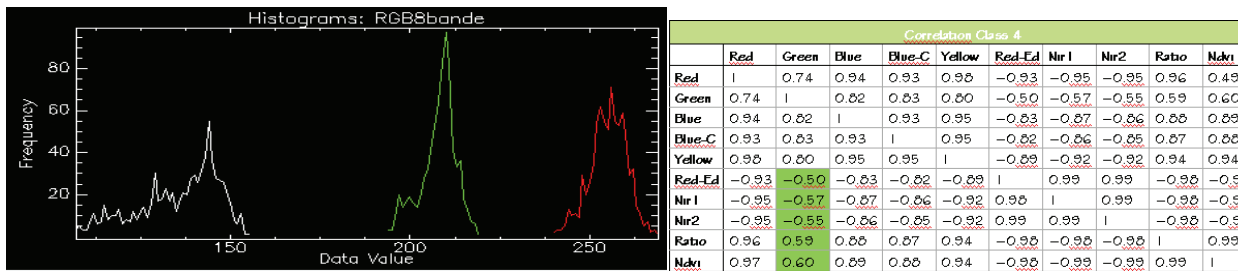 Histograms: RGB8bande
80
60
40
20
Frequency
150
200
250
Data Value
Correlation Class 4
Red Green Blue Blue-C Yellow Red-Ed Nir1 Nir2 Ratio Ndvi
Red 1 0.74 0.94 0.93 0.98 -0.93 -0.95 -0.95 0.96 0.49
Green 0.74 1 0.82 0.83 0.80 -0.50 -0.57 -0.55 0.59 0.60
Blue 0.94 0.82 1 0.93 0.95 -0.83 -0.87 -0.86 0.88 0.89
Blue-C 0.93 0.83 0.93 1 0.95 -0.82 -0.86 -0.85 0.87 0.88
Yellow 0.98 0.80 0.95 0.95 1 -0.89 -0.92 -0.92 0.94 0.94
Red-Ed -0.93 -0.50 -0.83 -0.82 -0.89 1 0.99 0.99 -0.98
Nir1 -0.95 -0.57 -0.87 -0.86 -0.92 0.98 1 0.99 -0.98
Nir2 -0.95 -0.55 -0.86 -0.85 -0.92 0.99 0.99 1 -0.98
Ratio 0.96 0.59 0.88 0.87 0.94 -0.98 -0.98 -0.98 1 0.99
Ndvi 0.97 0.60 0.89 0.88 0.94 -0.98 -0.99 -0.99 0.99 1